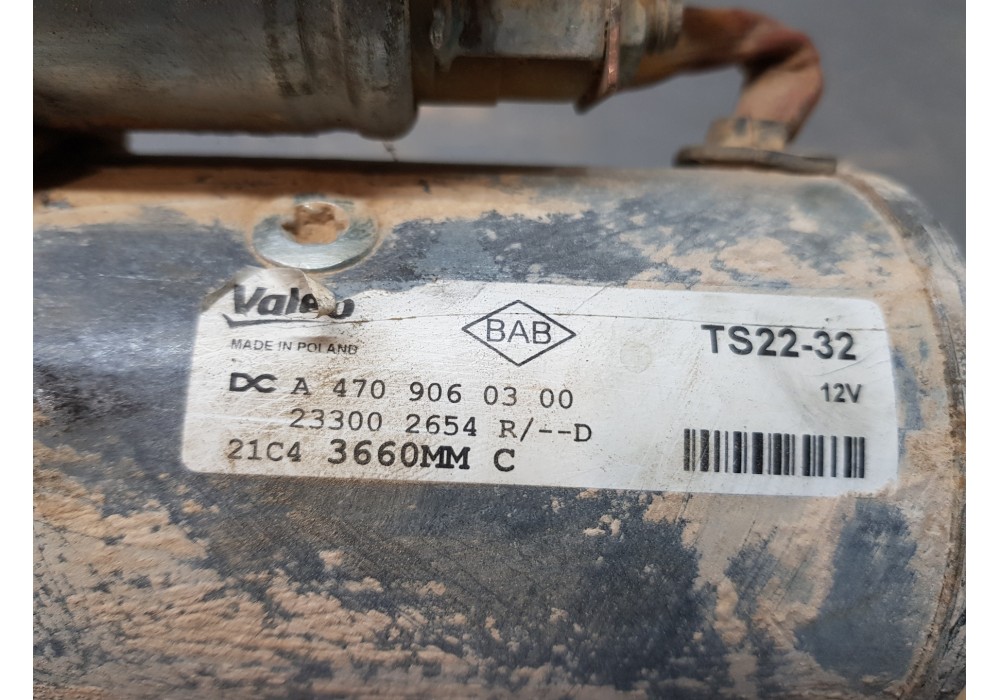 Valeo
MADE IN POLAND
BAB
TS22-32
12V
DC A 470 906 03 00
23300 2654 R/--D
21C4 3660MM C